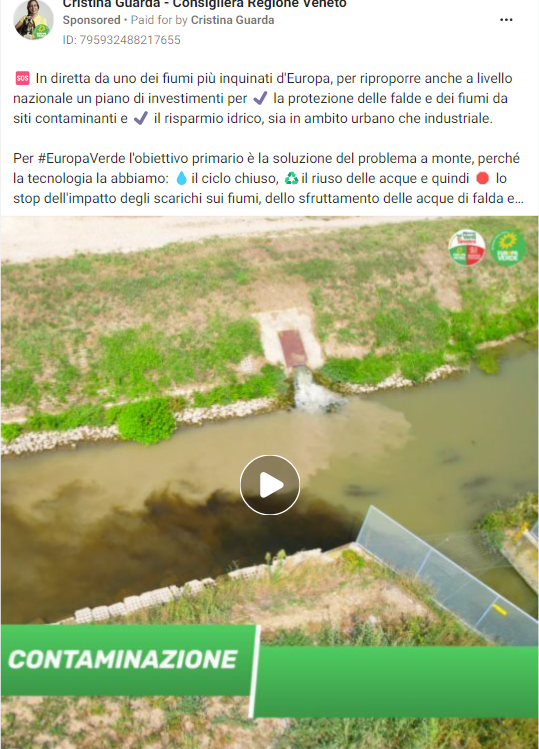 Cristina Guarda - Consigliera Regione Veneto
Sponsored • Paid for by Cristina Guarda
ID: 795932488217655
🆘 In diretta da uno dei fiumi più inquinati d'Europa, per riproporre anche a livello
nazionale un piano di investimenti per ✔️ la protezione delle falde e dei fiumi da
siti contaminanti e ✔️ il risparmio idrico, sia in ambito urbano che industriale.
Per #EuropaVerde l'obiettivo primario è la soluzione del problema a monte, perché
la tecnologia la abbiamo: 💧il ciclo chiuso, ♻️il riuso delle acque e quindi 🛑 lo
stop dell'impatto degli scarichi sui fiumi, dello sfruttamento delle acque di falda e…
EUROPA
VERDE
CONTAMINAZIONE